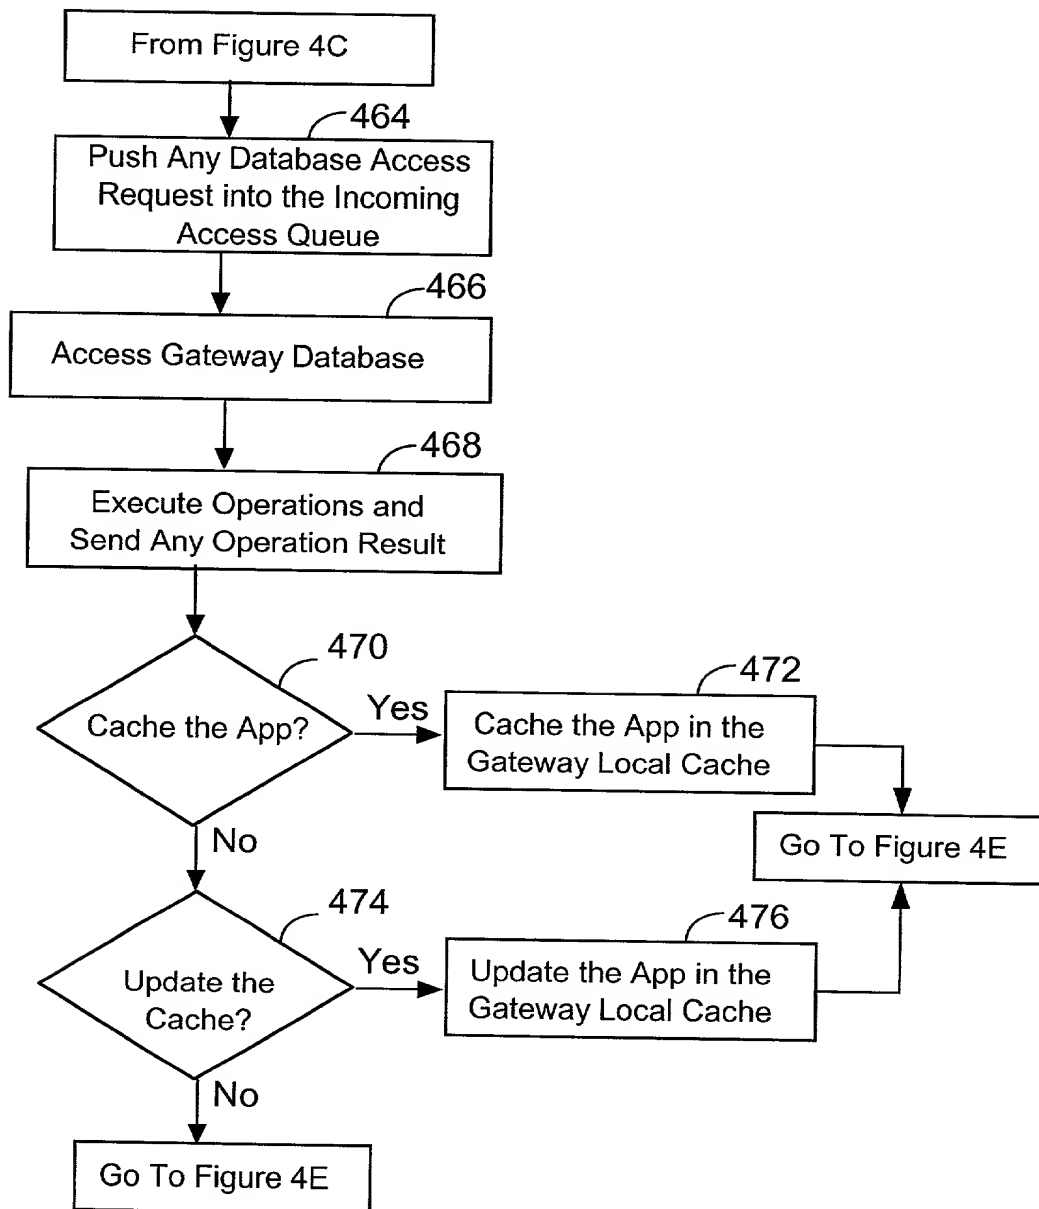 From Figure 4C
464
Push Any Database Access
Request into the Incoming
Access Queue
466
Access Gateway Database
468
Execute Operations and
Send Any Operation Result
470
Cache the App?
Yes
472
Cache the App in the
Gateway Local Cache
Go To Figure 4E
No
474
Update the
Cache?
Yes
476
Update the App in the
Gateway Local Cache
No
Go To Figure 4E